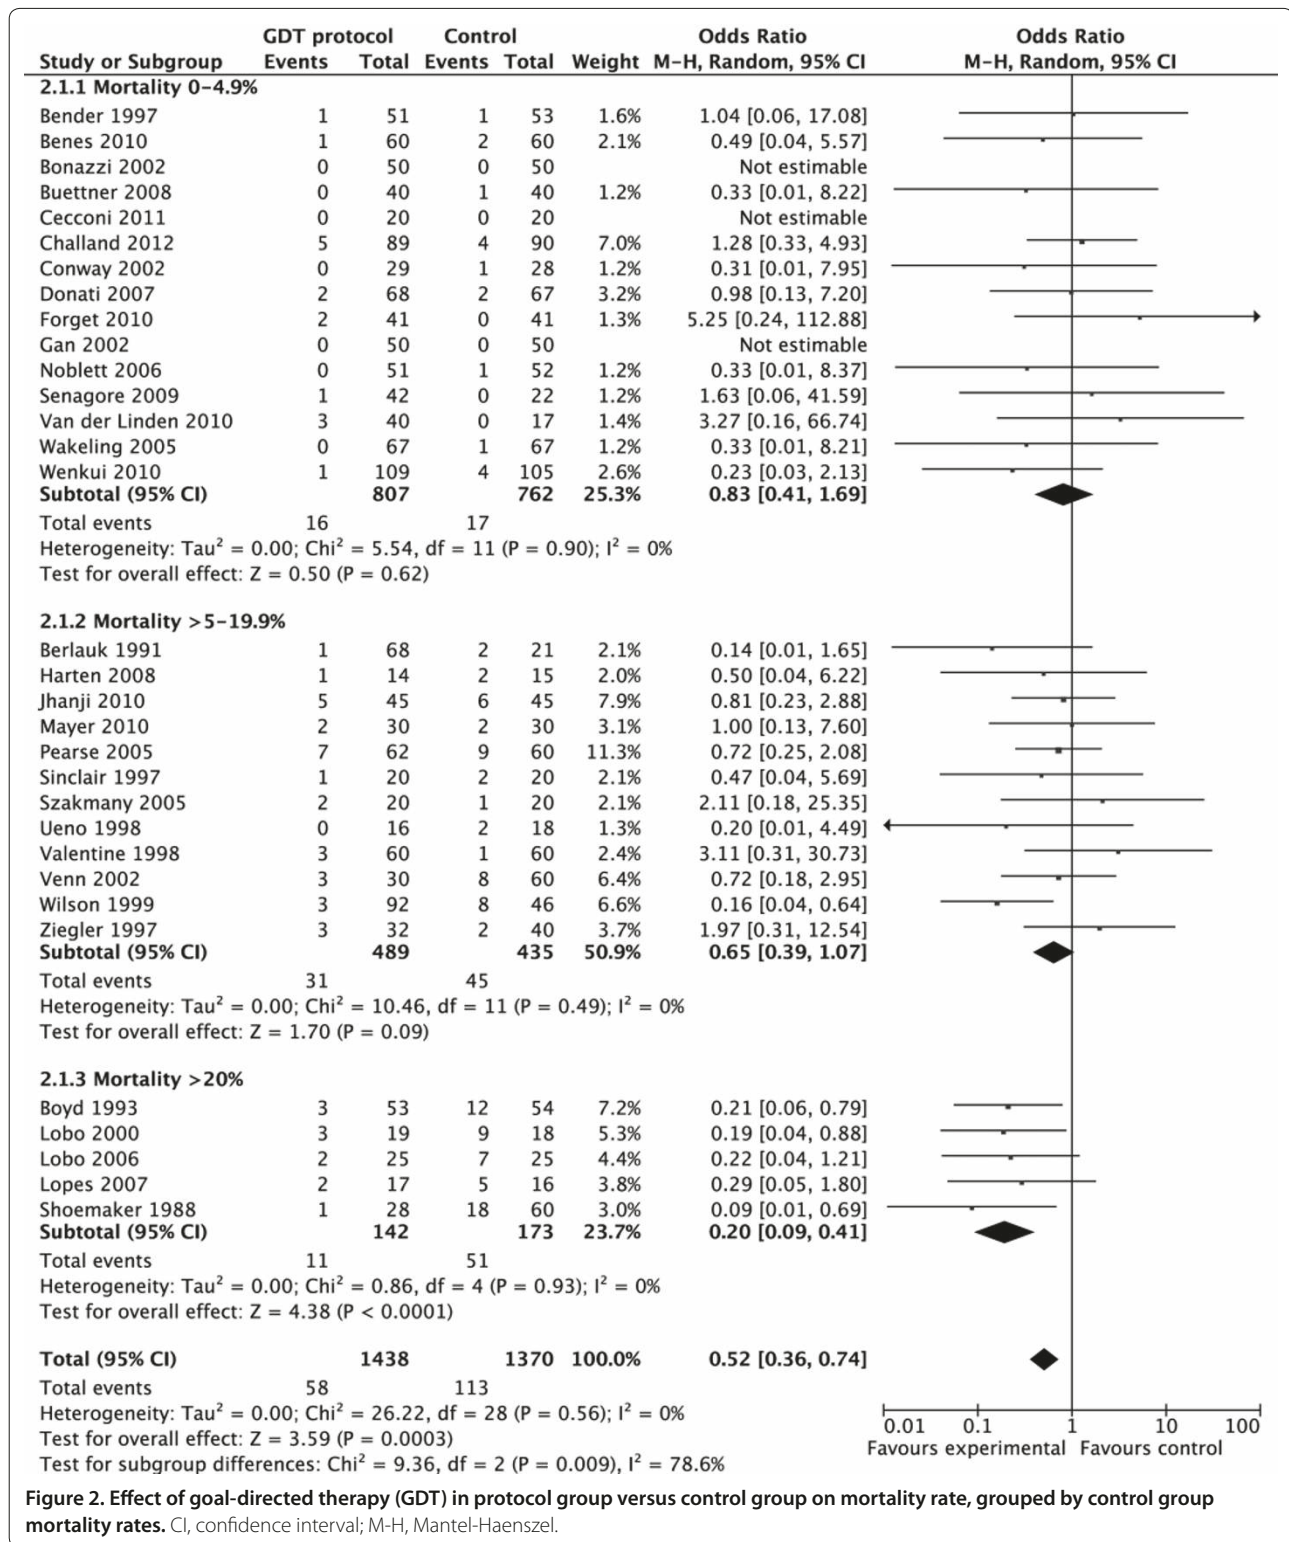 GDT protocol Control Odds Ratio Odds Ratio
Study or Subgroup Events Total Events Total Weight M-H, Random, 95% CI M-H, Random, 95% CI
2.1.1 Mortality 0-4.9%
Bender 1997 1 51 1 53 1.6% 1.04 [0.06, 17.08]
Benes 2010 1 60 2 60 2.1% 0.49 [0.04, 5.57]
Bonazzi 2002 0 50 0 50 Not estimable
Buettner 2008 0 40 1 40 1.2% 0.33 [0.01, 8.22]
Cecconi 2011 0 20 0 20 Not estimable
Challand 2012 5 89 4 90 7.0% 1.28 [0.33, 4.93]
Conway 2002 0 29 1 28 1.2% 0.31 [0.01, 7.95]
Donati 2007 2 68 2 67 3.2% 0.98 [0.13, 7.20]
Forget 2010 2 41 0 41 1.3% 5.25 [0.24, 112.88]
Gan 2002 0 50 0 50 Not estimable
Noblett 2006 0 51 1 52 1.2% 0.33 [0.01, 8.37]
Senagore 2009 1 42 0 22 1.2% 1.63 [0.06, 41.59]
Van der Linden 2010 3 40 0 17 1.4% 3.27 [0.16, 66.74]
Wakeling 2005 0 67 1 67 1.2% 0.33 [0.01, 8.21]
Wenkui 2010 1 109 4 105 2.6% 0.23 [0.03, 2.13]
Subtotal (95% CI) 807 762 25.3% 0.83 [0.41, 1.69]
Total events 16 17
Heterogeneity: Tau² = 0.00; Chi² = 5.54, df = 11 (P = 0.90); I² = 0%
Test for overall effect: Z = 0.50 (P = 0.62)
2.1.2 Mortality >5-19.9%
Berlauk 1991 1 68 2 21 2.1% 0.14 [0.01, 1.65]
Harten 2008 1 14 2 15 2.0% 0.50 [0.04, 6.22]
Jhanji 2010 5 45 6 45 7.9% 0.81 [0.23, 2.88]
Mayer 2010 2 30 2 30 3.1% 1.00 [0.13, 7.60]
Pearse 2005 7 62 9 60 11.3% 0.72 [0.25, 2.08]
Sinclair 1997 1 20 2 20 2.1% 0.47 [0.04, 5.69]
Szakmany 2005 2 20 1 20 2.1% 2.11 [0.18, 25.35]
Ueno 1998 0 16 2 18 1.3% 0.20 [0.01, 4.49]
Valentine 1998 3 60 1 60 2.4% 3.11 [0.31, 30.73]
Venn 2002 3 30 8 60 6.4% 0.72 [0.18, 2.95]
Wilson 1999 3 92 8 46 6.6% 0.16 [0.04, 0.64]
Ziegler 1997 3 32 2 40 3.7% 1.97 [0.31, 12.54]
Subtotal (95% CI) 489 435 50.9% 0.65 [0.39, 1.07]
Total events 31 45
Heterogeneity: Tau² = 0.00; Chi² = 10.46, df = 11 (P = 0.49); I² = 0%
Test for overall effect: Z = 1.70 (P = 0.09)
2.1.3 Mortality >20%
Boyd 1993 3 53 12 54 7.2% 0.21 [0.06, 0.79]
Lobo 2000 3 19 9 18 5.3% 0.19 [0.04, 0.88]
Lobo 2006 2 25 7 25 4.4% 0.22 [0.04, 1.21]
Lopes 2007 2 17 5 16 3.8% 0.29 [0.05, 1.80]
Shoemaker 1988 1 28 18 60 3.0% 0.09 [0.01, 0.69]
Subtotal (95% CI) 142 173 23.7% 0.20 [0.09, 0.41]
Total events 11 51
Heterogeneity: Tau² = 0.00; Chi² = 0.86, df = 4 (P = 0.93); I² = 0%
Test for overall effect: Z = 4.38 (P < 0.0001)
Total (95% CI) 1438 1370 100.0% 0.52 [0.36, 0.74]
Total events 58 113
Heterogeneity: Tau² = 0.00; Chi² = 26.22, df = 28 (P = 0.56); I² = 0%
Test for overall effect: Z = 3.59 (P = 0.0003)
Test for subgroup differences: Chi² = 9.36, df = 2 (P = 0.009), I² = 78.6%
0.01 0.1 1 10 100
Favours experimental Favours control
Figure 2. Effect of goal-directed therapy (GDT) in protocol group versus control group on mortality rate, grouped by control group
mortality rates. CI, confidence interval; M-H, Mantel-Haenszel.